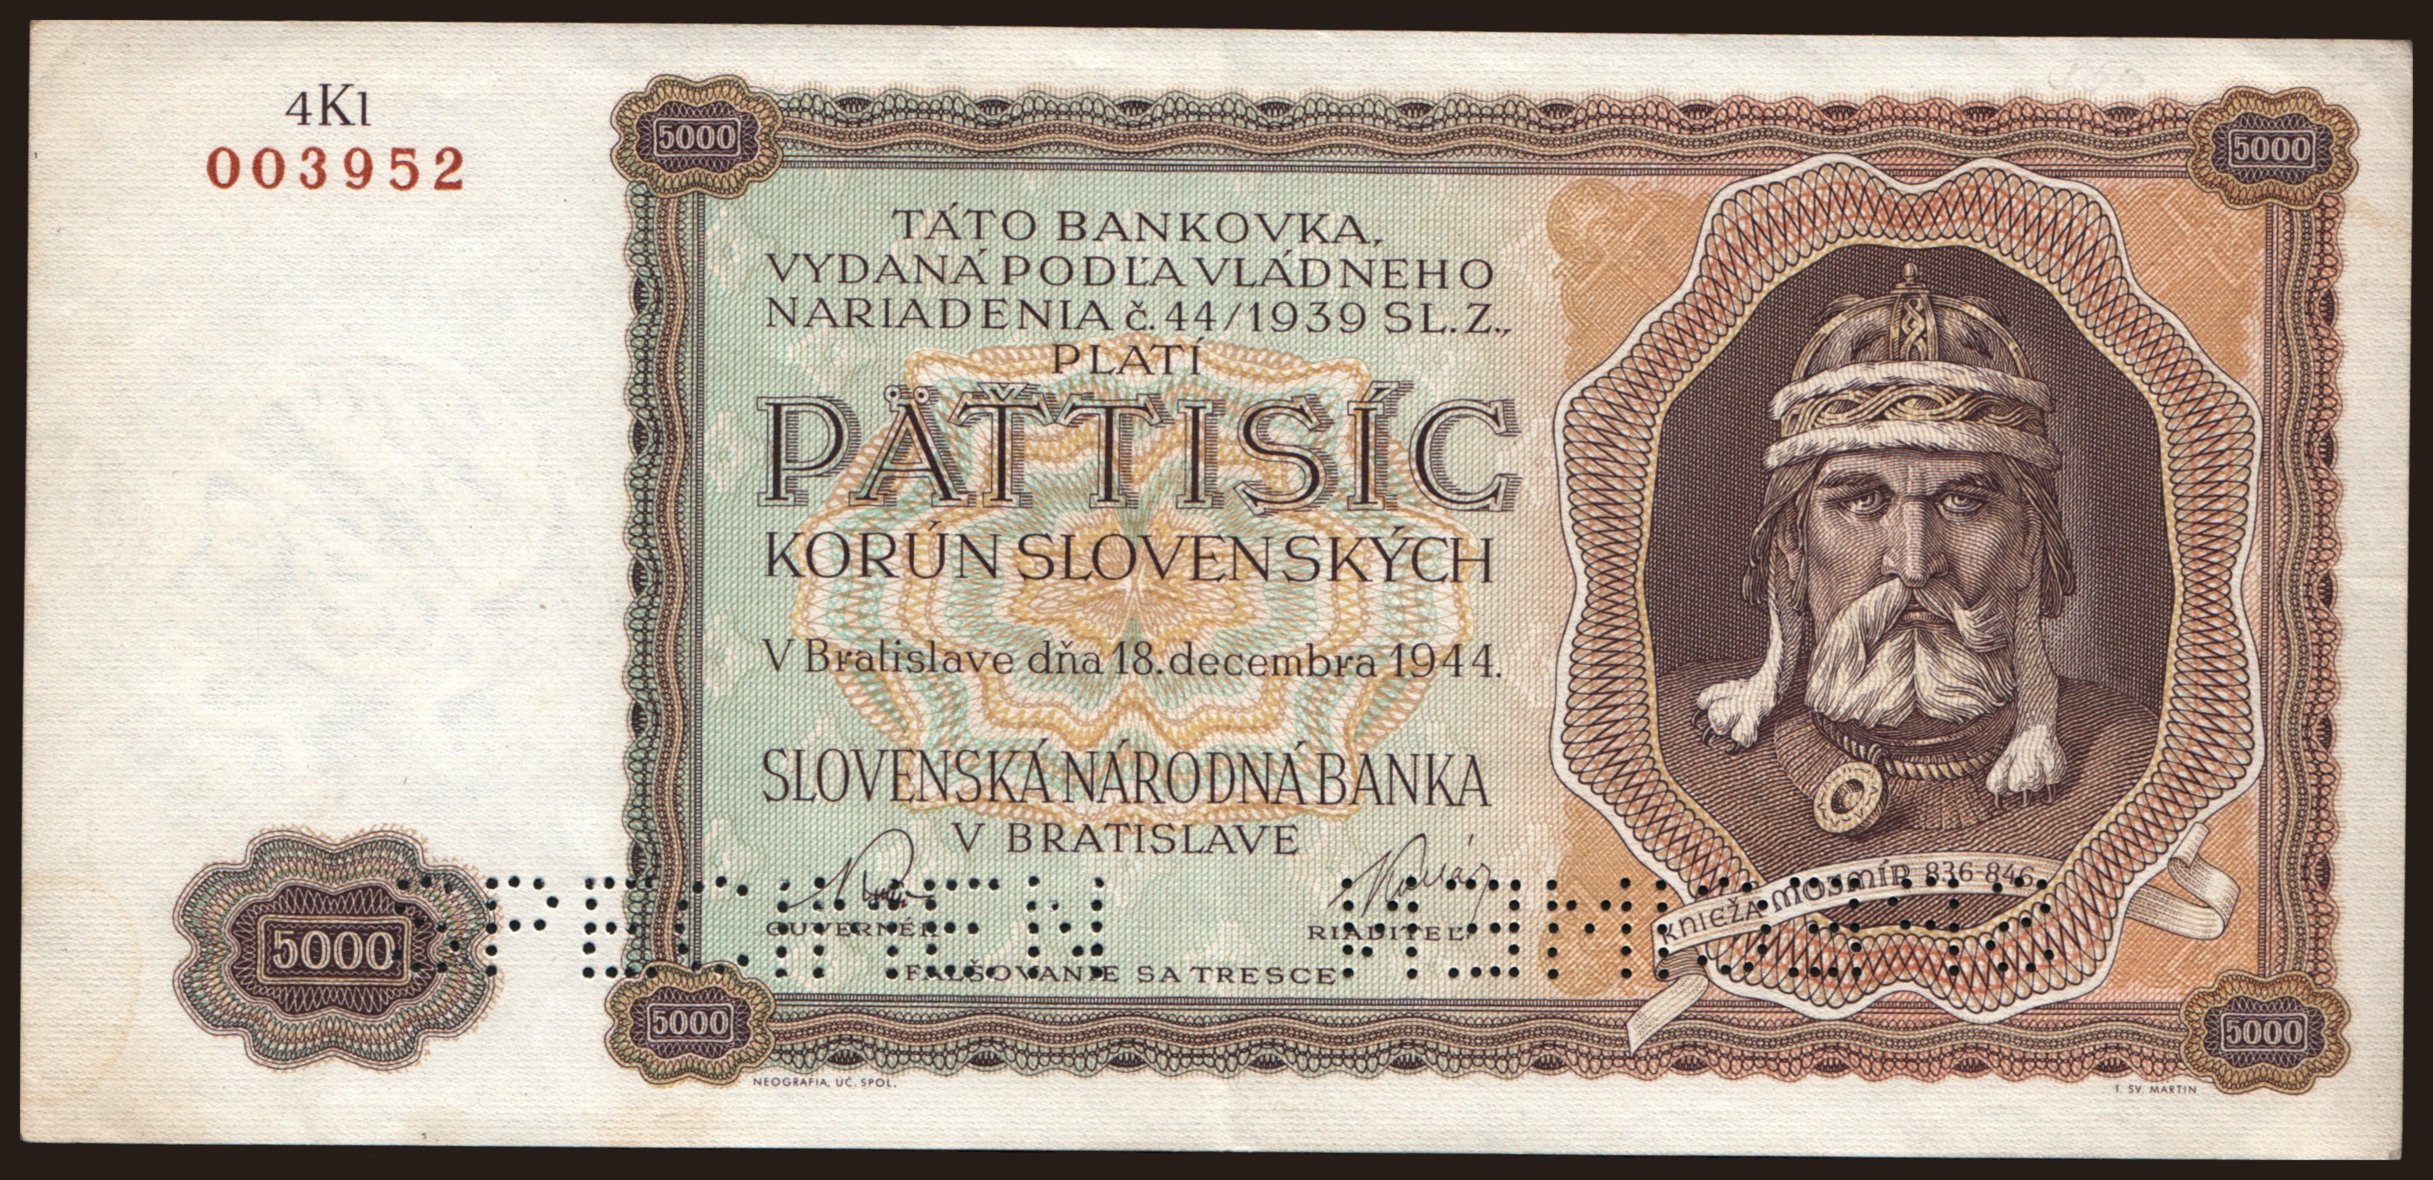 4K1
003952
5000
5000
TÁTO BANKOVKA,
VYDANÁ PODĽA VLÁDNEHO
NARIADENIA č. 44/1939 SL. Z.,
PLATÍ
PÄŤTISÍC
KORÚN SLOVENSKÝCH
V Bratislave dňa 18. decembra 1944.
SLOVENSKÁ NÁRODNÁ BANKA
V BRATISLAVE
GUVERNÉR
RIADITEĽ
FALŠOVANIE SA TRESCE
KNIEŽA MOJMÍR 836-846
SPECIMEN
5000
5000
5000
NEOGRAFIA, ÚČ. SPOL.
T. SV. MARTIN